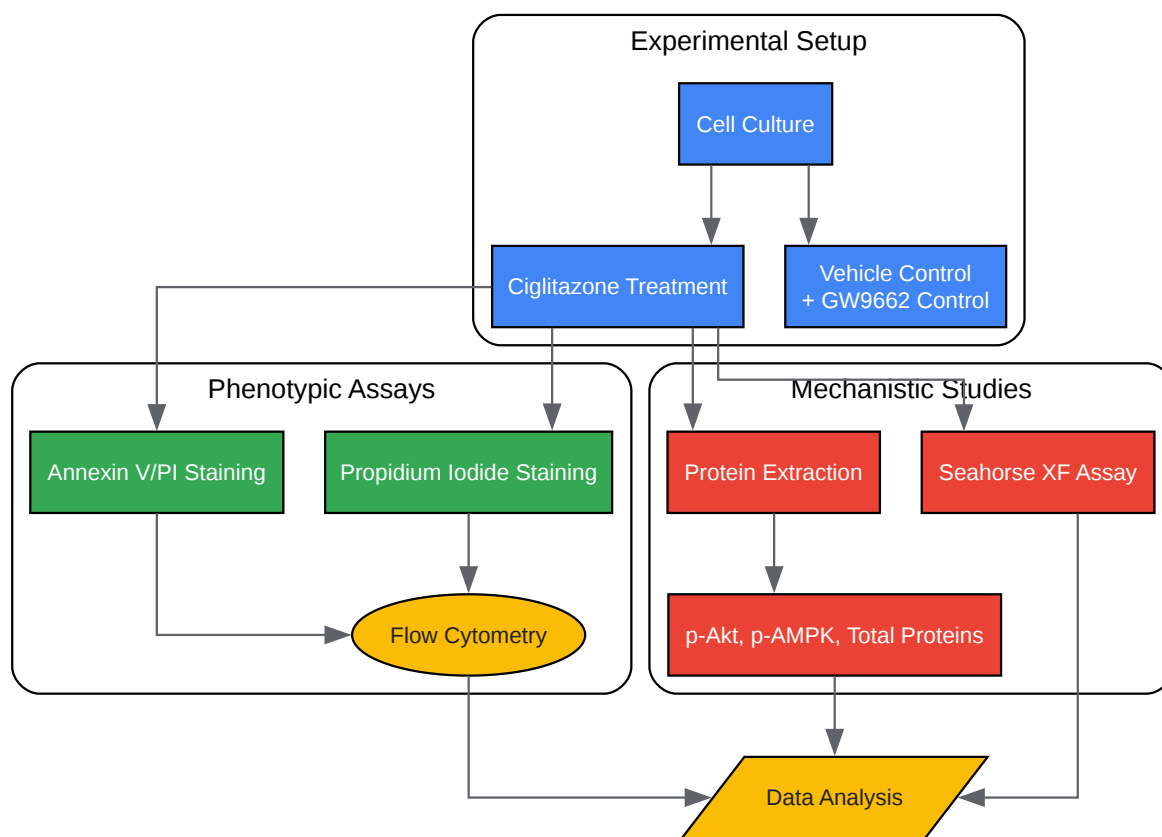 Experimental Setup
Cell Culture
Ciglitazone Treatment
Vehicle Control
+ GW9662 Control
Phenotypic Assays
Mechanistic Studies
Annexin V/PI Staining
Propidium Iodide Staining
Protein Extraction
Seahorse XF Assay
Flow Cytometry
p-Akt, p-AMPK, Total Proteins
Data Analysis